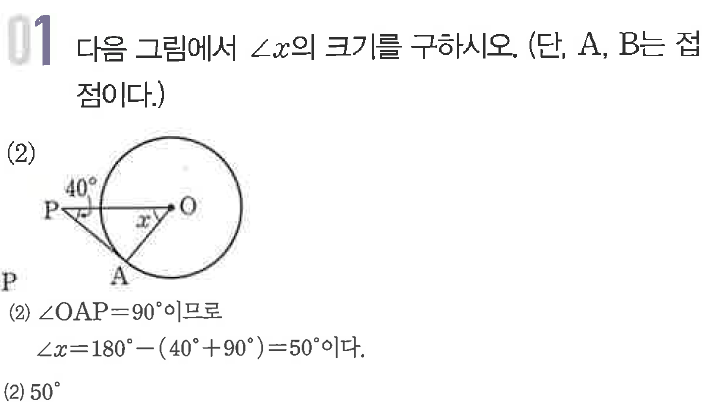 01 다음 그림에서 ∠x의 크기를 구하시오. (단, A, B는 접
점이다.)
(2)
40°
P
x
O
A
P
(2) ∠OAP=90°이므로
∠x=180°-(40°+90°)=50°이다.
(2) 50°